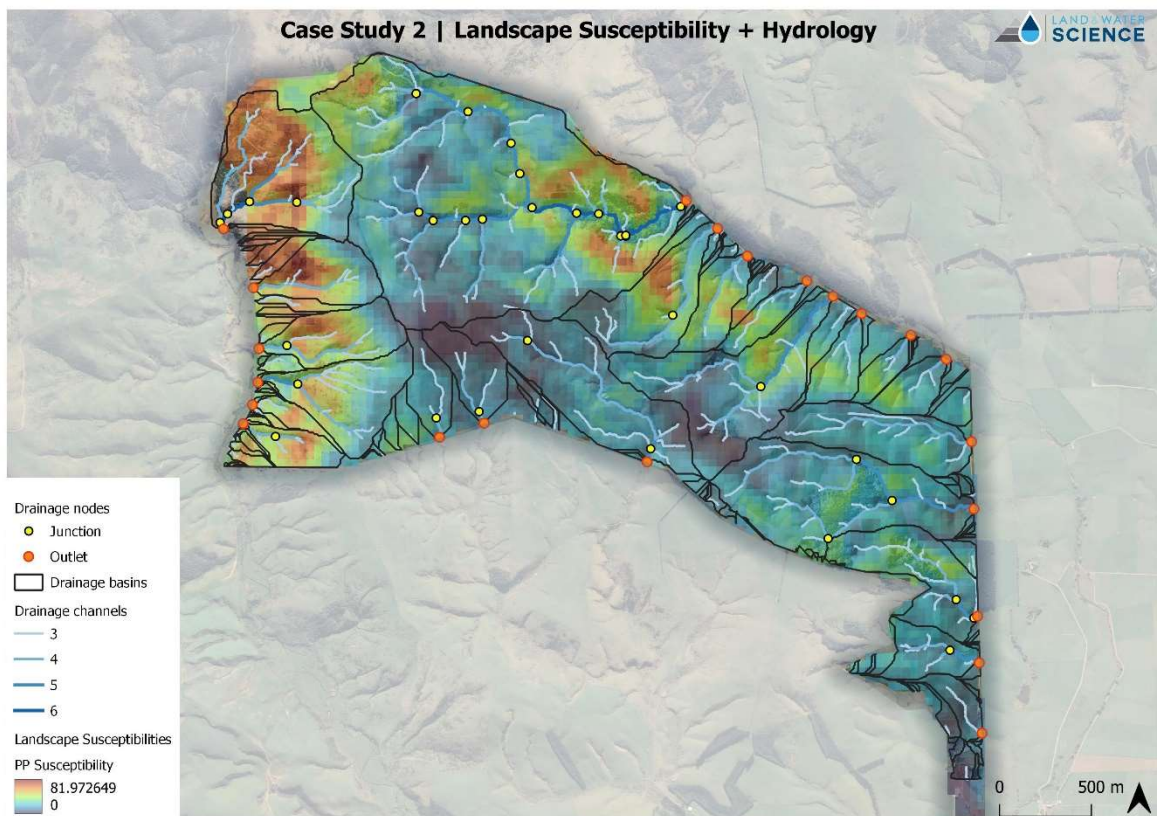 Case Study 2 | Landscape Susceptibility + Hydrology
LAND & WATER
SCIENCE
Drainage nodes
Junction
Outlet
Drainage basins
Drainage channels
3
4
5
6
Landscape Susceptibilities
PP Susceptibility
81.972649
0
0 500 m